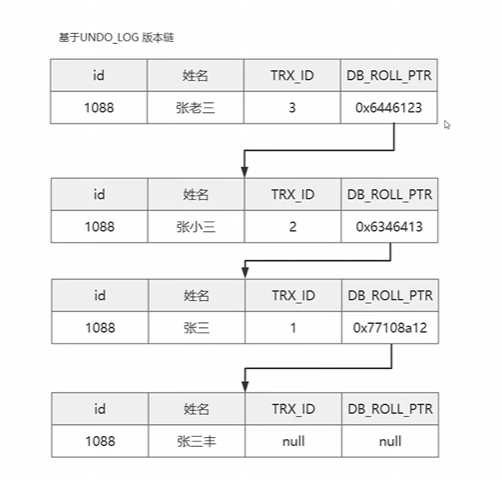 基于UNDO_LOG 版本链
id 姓名 TRX_ID DB_ROLL_PTR
1088 张老三 3 0x6446123
id 姓名 TRX_ID DB_ROLL_PTR
1088 张小三 2 0x6346413
id 姓名 TRX_ID DB_ROLL_PTR
1088 张三 1 0x77108a12
id 姓名 TRX_ID DB_ROLL_PTR
1088 张三丰 null null